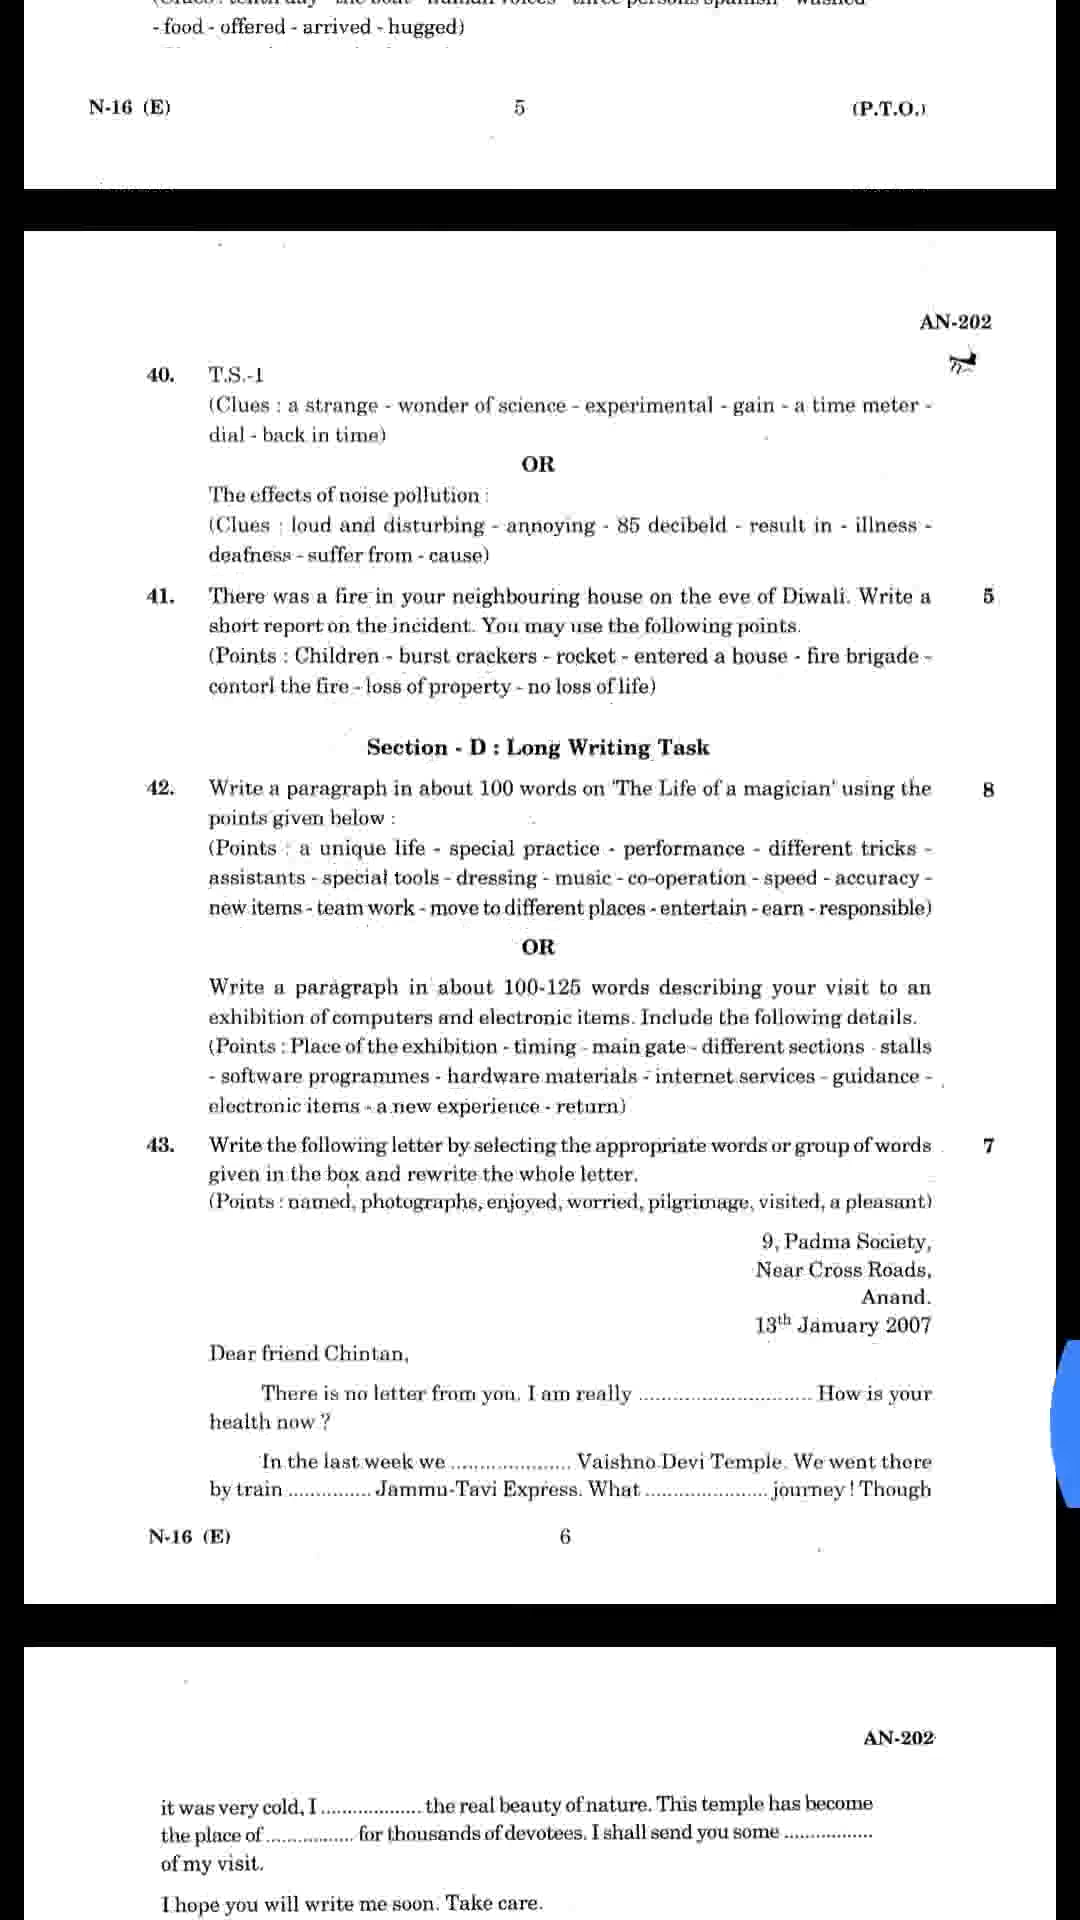 - food - offered - arrived - hugged)
N-16 (E) 5 (P.T.O.)
AN-202
40. T.S.-1
(Clues : a strange - wonder of science - experimental - gain - a time meter -
dial - back in time)
OR
The effects of noise pollution :
(Clues : loud and disturbing - annoying - 85 decibeld - result in - illness -
deafness - suffer from - cause)
41. There was a fire in your neighbouring house on the eve of Diwali. Write a 5
short report on the incident. You may use the following points.
(Points : Children - burst crackers - rocket - entered a house - fire brigade -
contorl the fire - loss of property - no loss of life)
Section - D : Long Writing Task
42. Write a paragraph in about 100 words on 'The Life of a magician' using the 8
points given below :
(Points : a unique life - special practice - performance - different tricks -
assistants - special tools - dressing - music - co-operation - speed - accuracy -
new items - team work - move to different places - entertain - earn - responsible)
OR
Write a paragraph in about 100-125 words describing your visit to an
exhibition of computers and electronic items. Include the following details.
(Points : Place of the exhibition - timing - main gate - different sections - stalls
- software programmes - hardware materials - internet services - guidance -
electronic items - a new experience - return)
43. Write the following letter by selecting the appropriate words or group of words 7
given in the box and rewrite the whole letter.
(Points : named, photographs, enjoyed, worried, pilgrimage, visited, a pleasant)
9, Padma Society,
Near Cross Roads,
Anand.
13th January 2007
Dear friend Chintan,
There is no letter from you. I am really .............................. How is your
health now ?
In the last week we ..................... Vaishno Devi Temple. We went there
by train ............... Jammu-Tavi Express. What ...................... journey ! Though
N-16 (E) 6
AN-202
it was very cold, I .................. the real beauty of nature. This temple has become
the place of ................ for thousands of devotees. I shall send you some ................
of my visit.
I hope you will write me soon. Take care.